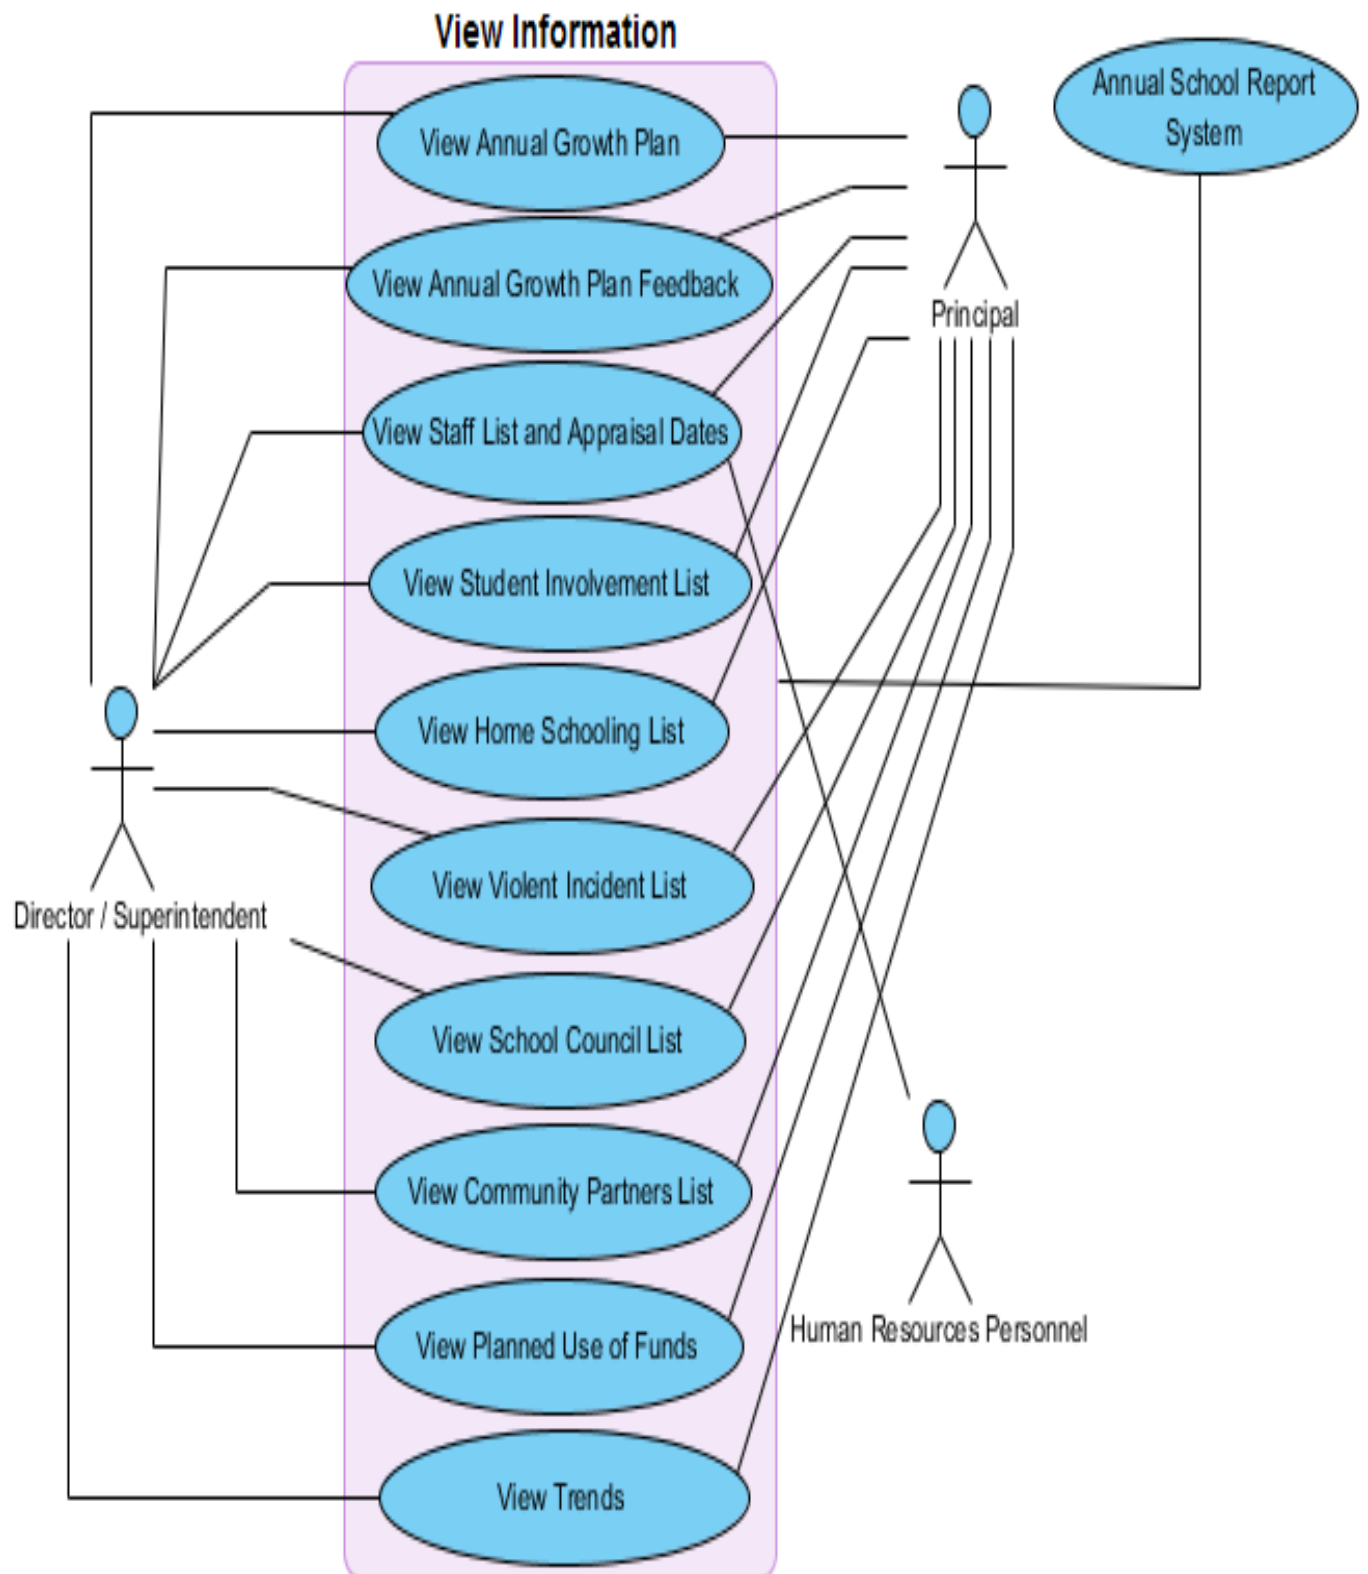 View Information
Annual School Report
System
View Annual Growth Plan
View Annual Growth Plan Feedback
Principal
View Staff List and Appraisal Dates
View Student Involvement List
View Home Schooling List
View Violent Incident List
Director / Superintendent
View School Council List
View Community Partners List
Human Resources Personnel
View Planned Use of Funds
View Trends